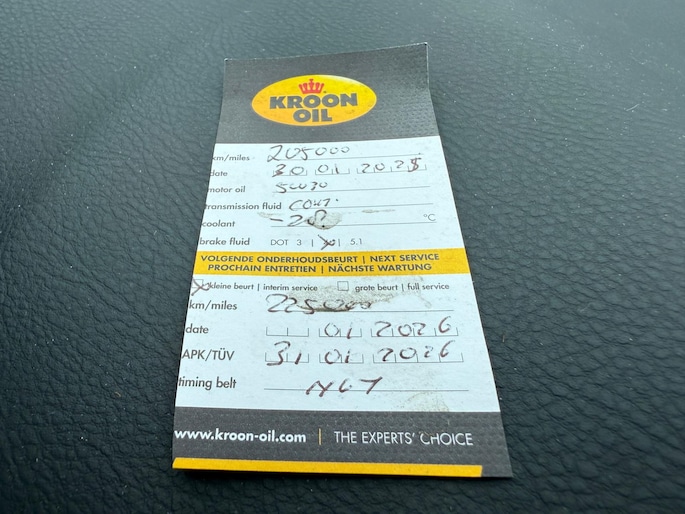 KROON
OIL
km/miles 205000
date 30 01 2025
motor oil 5W30
transmission fluid CONT.
coolant -28 °C
brake fluid DOT 3 | | 5.1
VOLGENDE ONDERHOUDSBEURT | NEXT SERVICE
PROCHAIN ENTRETIEN | NÄCHSTE WARTUNG
kleine beurt | interim service grote beurt | full service
km/miles 225000
date 01 2026
APK/TÜV 31 01 2026
timing belt
www.kroon-oil.com | THE EXPERTS' CHOICE